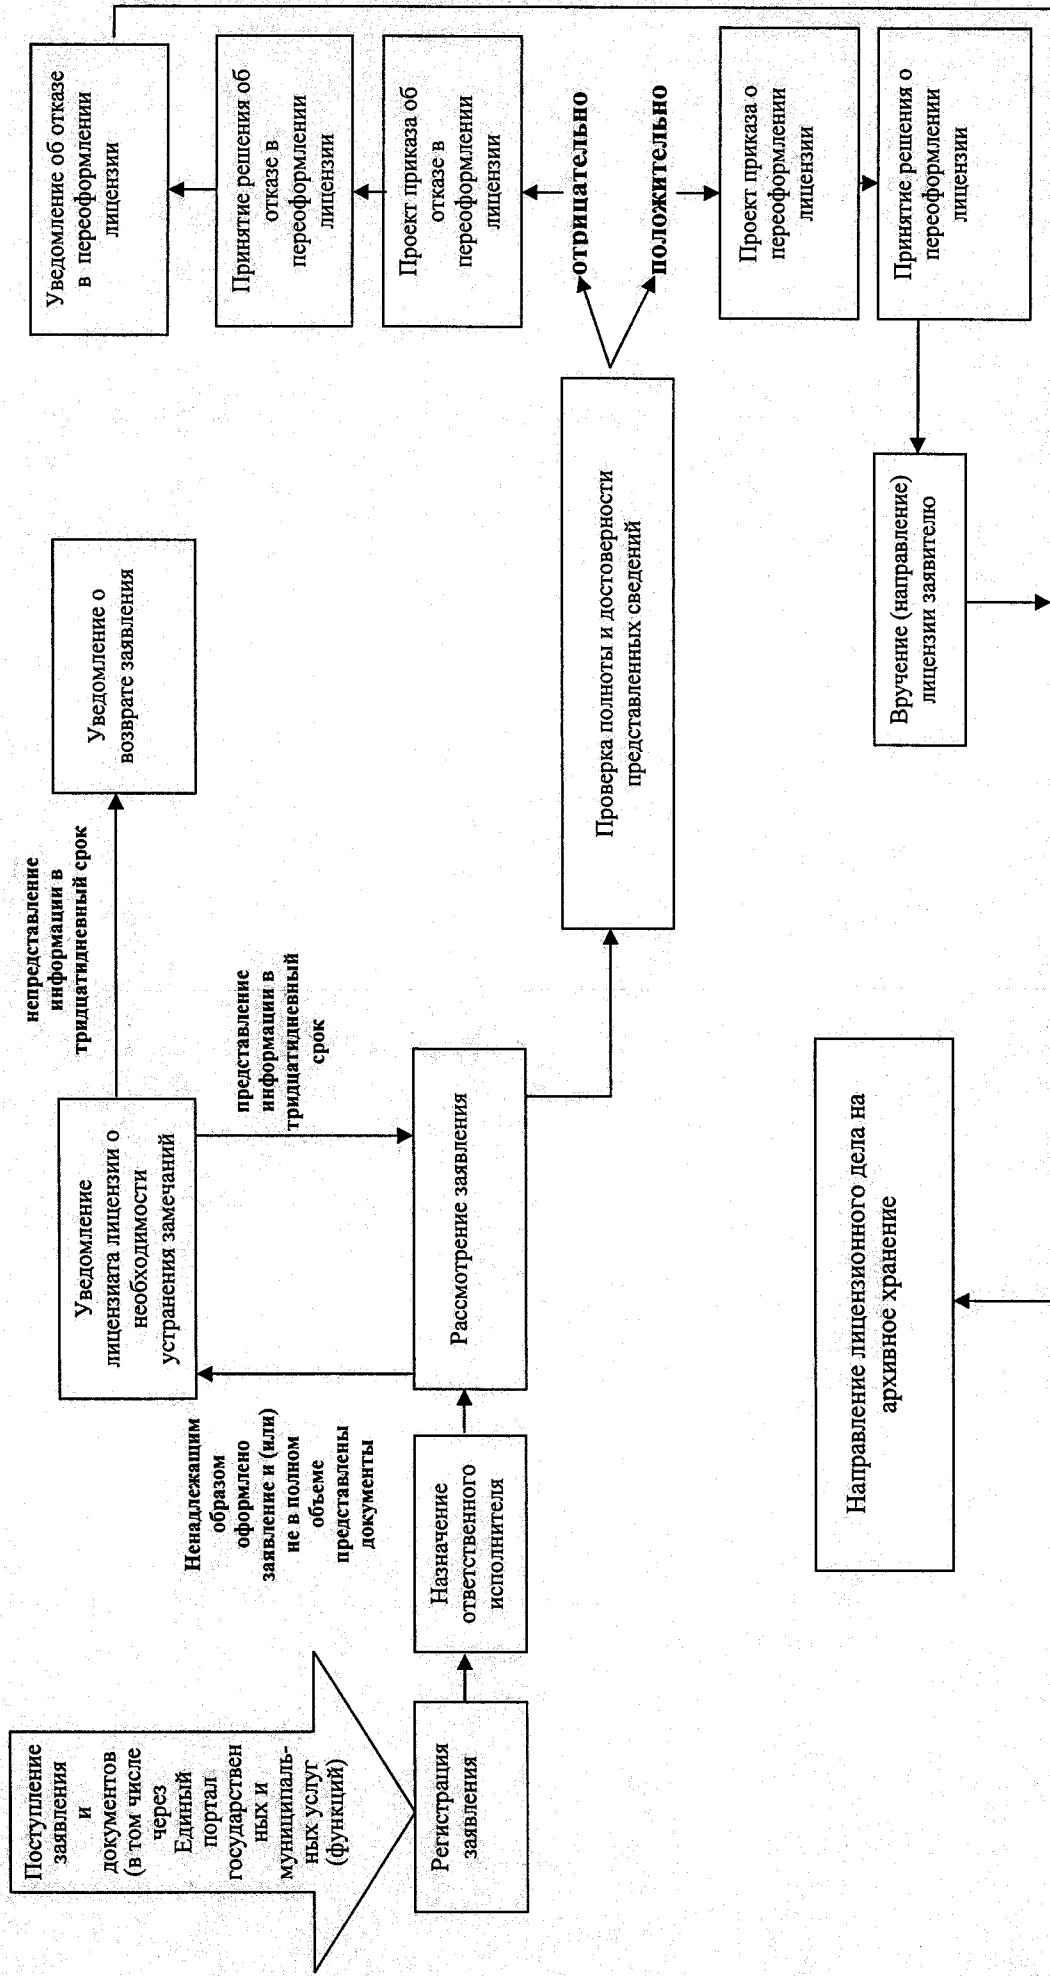 Поступление
заявления
и
документов
(в том числе
через
Единый
портал
государствен
ных и
муниципаль-
ных услуг
(функций)
Регистрация
заявления
Назначение
ответственного
исполнителя
Ненадлежащим
образом
оформлено
заявление и (или)
не в полном
объеме
представлены
документы
Уведомление
лицензиата лицензии о
необходимости
устранения замечаний
Рассмотрение заявления
представление
информации в
тридцатидневный
срок
непредставление
информации в
тридцатидневный срок
Уведомление о
возврате заявления
Проверка полноты и достоверности
представленных сведений
отрицательно
положительно
Проект приказа об
отказе в
переоформлении
лицензии
Принятие решения об
отказе в
переоформлении
лицензии
Уведомление об отказе
в переоформлении
лицензии
Проект приказа о
переоформлении
лицензии
Принятие решения о
переоформлении
лицензии
Вручение (направление)
лицензии заявителю
Направление лицензионного дела на
архивное хранение